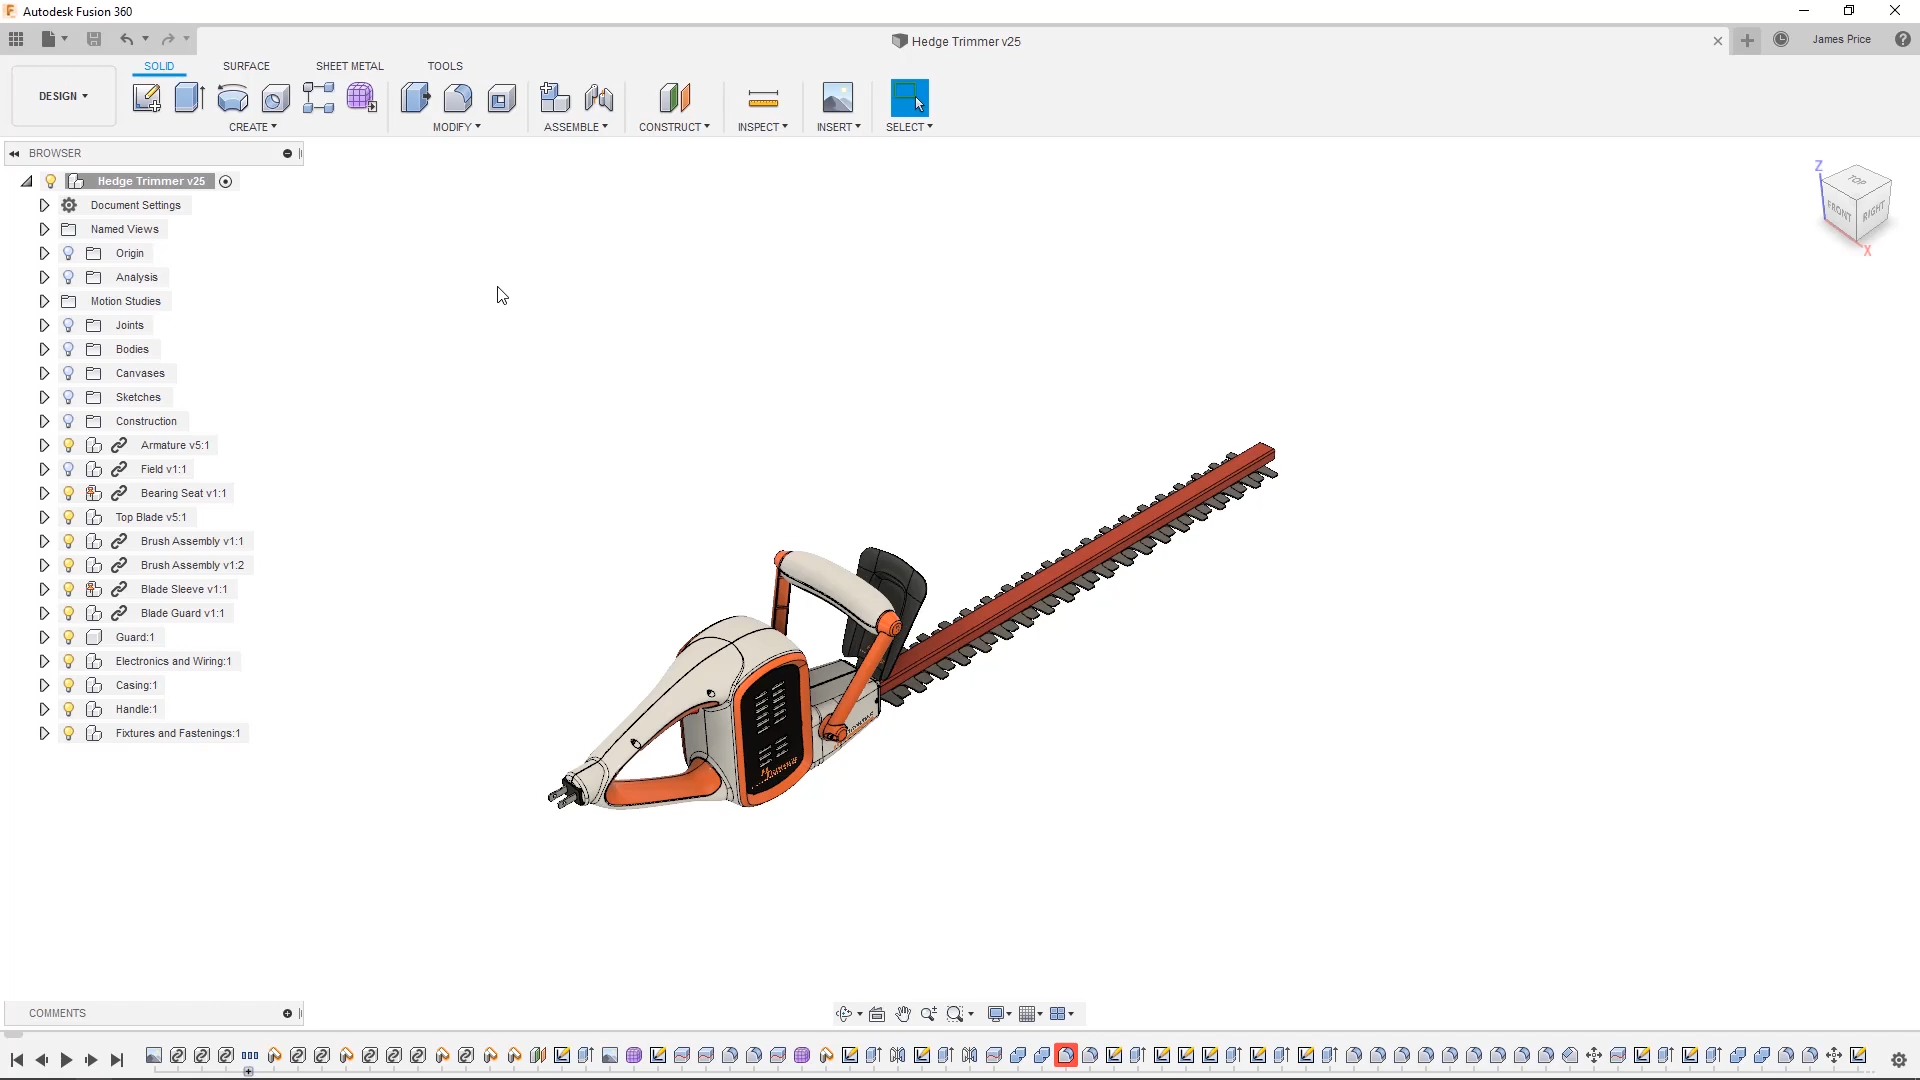 Autodesk Fusion 360
Hedge Trimmer v25
James Price
SOLID SURFACE SHEET METAL TOOLS
DESIGN
CREATE MODIFY ASSEMBLE CONSTRUCT INSPECT INSERT SELECT
BROWSER
Hedge Trimmer v25
Document Settings
Named Views
Origin
Analysis
Motion Studies
Joints
Bodies
Canvases
Sketches
Construction
Armature v5:1
Field v1:1
Bearing Seat v1:1
Top Blade v5:1
Brush Assembly v1:1
Brush Assembly v1:2
Blade Sleeve v1:1
Blade Guard v1:1
Guard:1
Electronics and Wiring:1
Casing:1
Handle:1
Fixtures and Fastenings:1
Z
TOP
FRONT RIGHT
X
COMMENTS